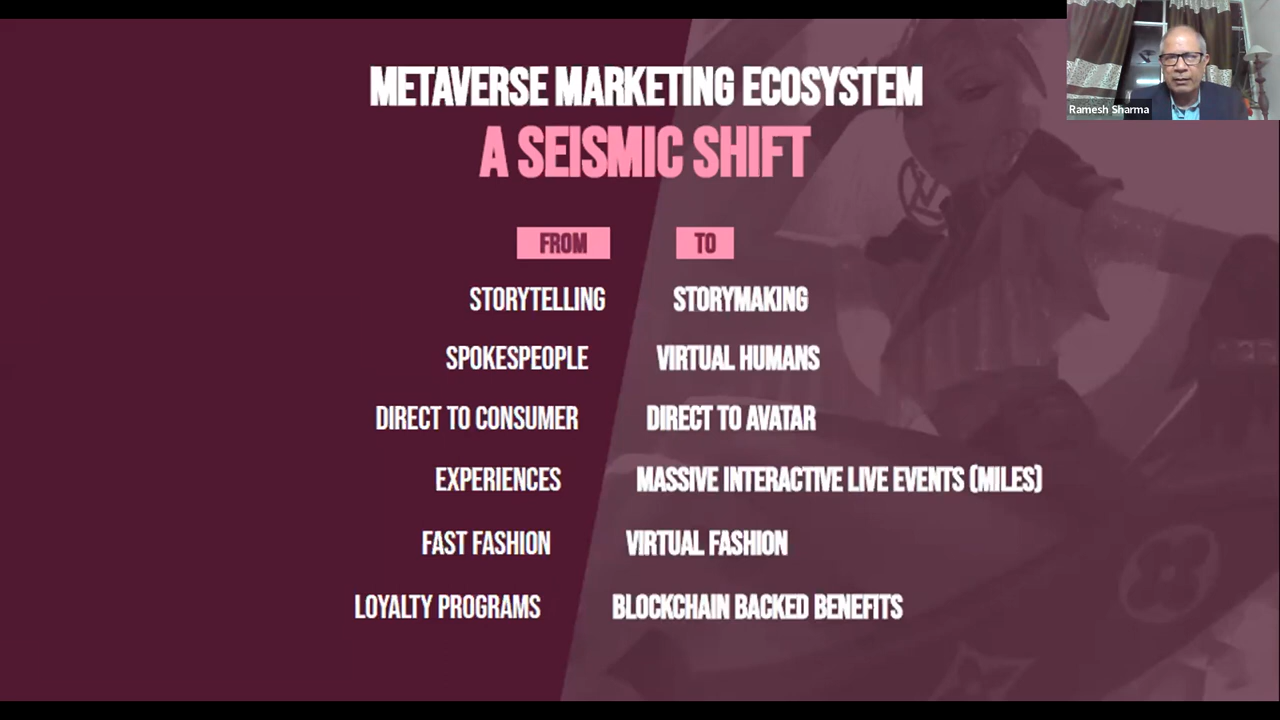 METAVERSE MARKETING ECOSYSTEM
A SEISMIC SHIFT
Ramesh Sharma
FROM TO
STORYTELLING STORYMAKING
SPOKESPEOPLE VIRTUAL HUMANS
DIRECT TO CONSUMER DIRECT TO AVATAR
EXPERIENCES MASSIVE INTERACTIVE LIVE EVENTS (MILES)
FAST FASHION VIRTUAL FASHION
LOYALTY PROGRAMS BLOCKCHAIN BACKED BENEFITS